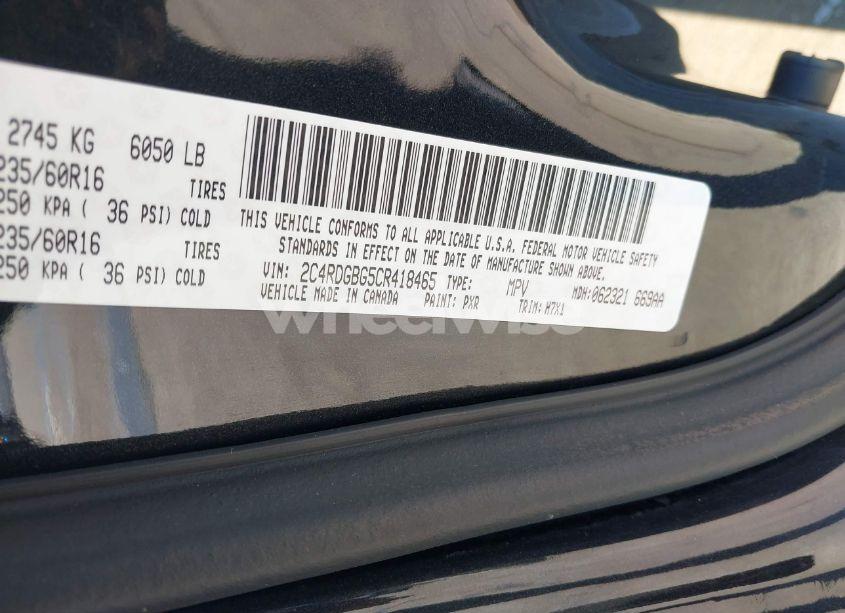 2745 KG 6050 LB
235/60R16 TIRES
250 KPA ( 36 PSI) COLD
235/60R16 TIRES
250 KPA ( 36 PSI) COLD
THIS VEHICLE CONFORMS TO ALL APPLICABLE U.S.A. FEDERAL MOTOR VEHICLE SAFETY
STANDARDS IN EFFECT ON THE DATE OF MANUFACTURE SHOWN ABOVE.
VIN: 2C4RDGBG5CR418465 TYPE: MPV MDH:062321 669AA
VEHICLE MADE IN CANADA PAINT: PXR TRIM: M7X1
wheelwise